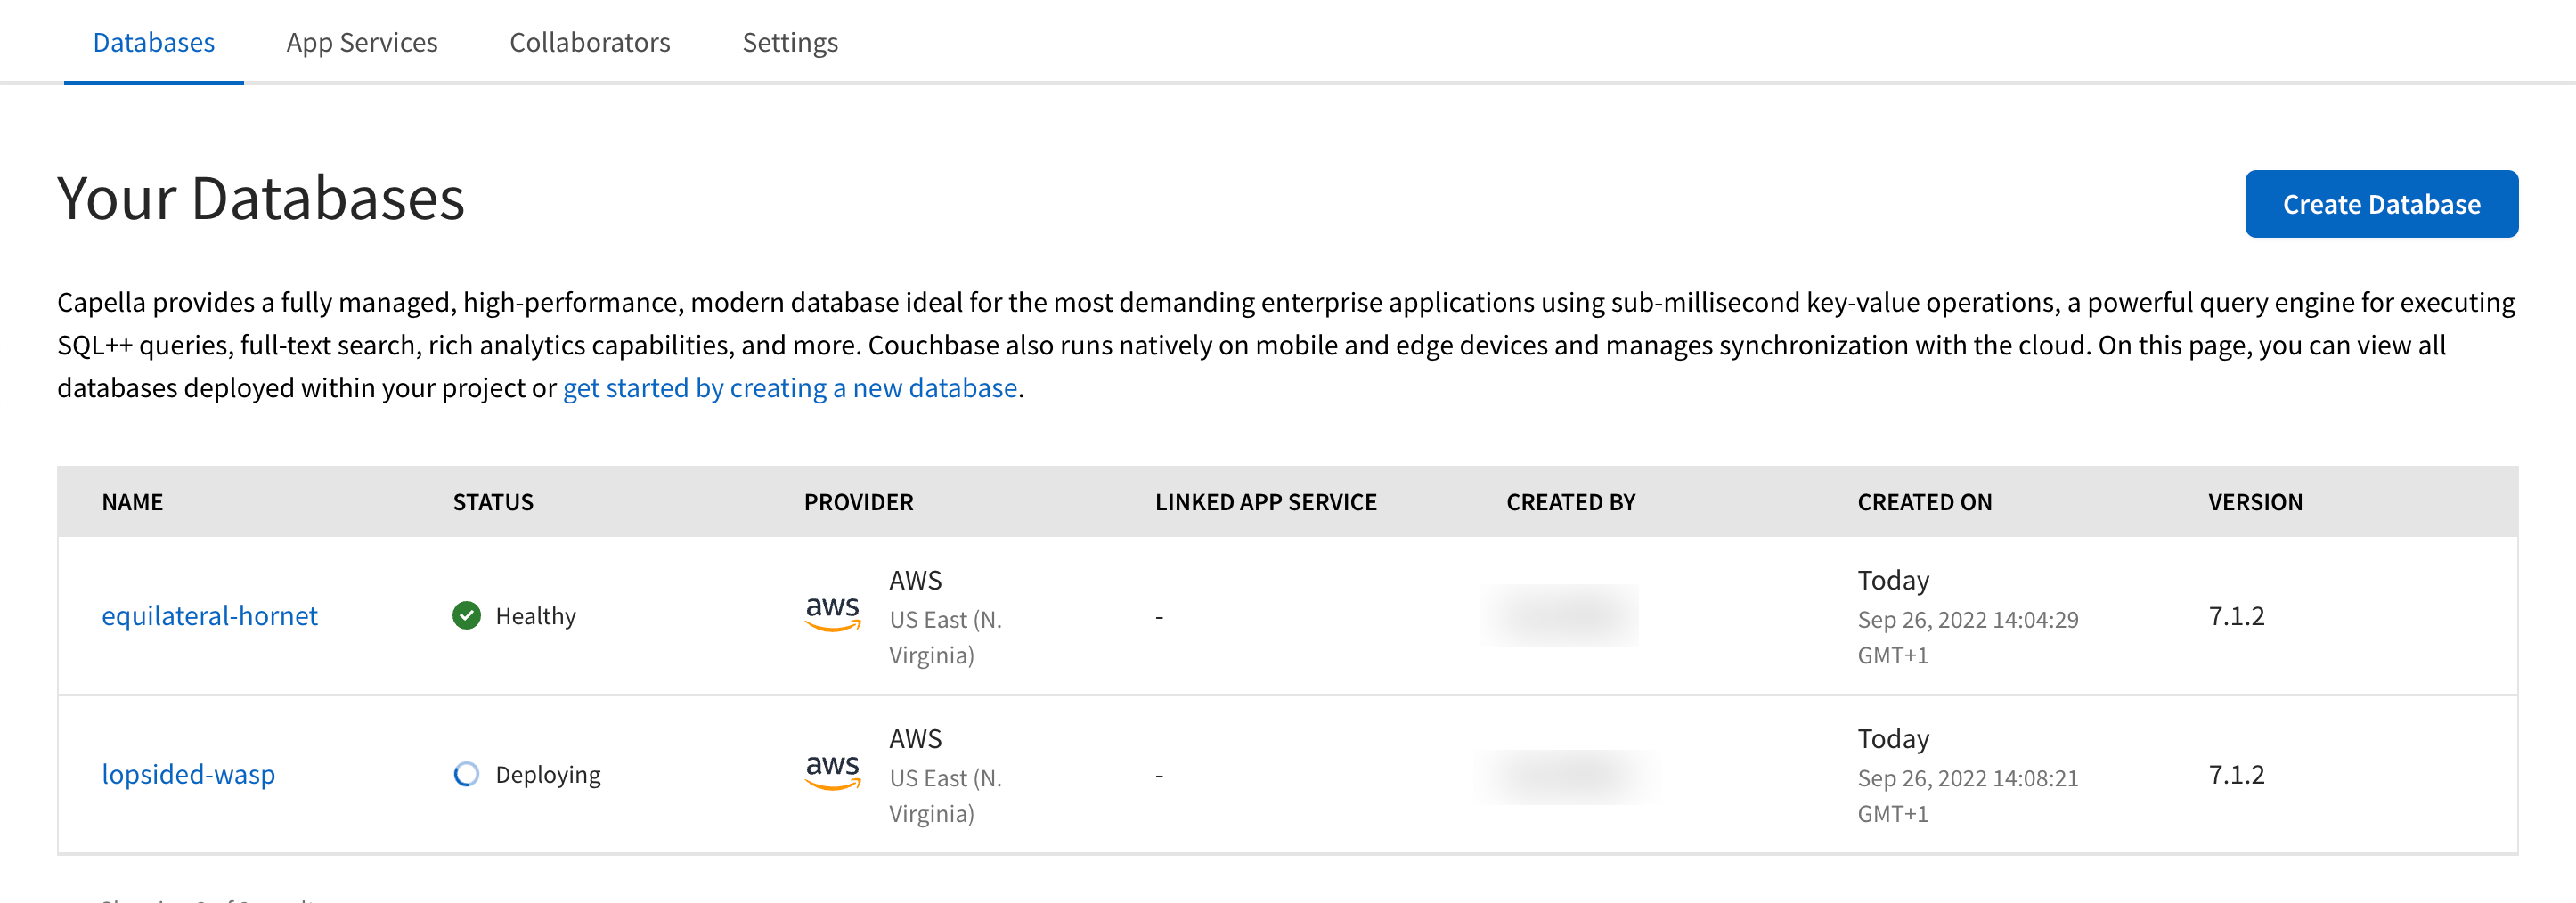 Databases App Services Collaborators Settings
Your Databases
Create Database
Capella provides a fully managed, high-performance, modern database ideal for the most demanding enterprise applications using sub-millisecond key-value operations, a powerful query engine for executing
SQL++ queries, full-text search, rich analytics capabilities, and more. Couchbase also runs natively on mobile and edge devices and manages synchronization with the cloud. On this page, you can view all
databases deployed within your project or get started by creating a new database.
NAME STATUS PROVIDER LINKED APP SERVICE CREATED BY CREATED ON VERSION
equilateral-hornet
Healthy
aws
AWS
US East (N.
Virginia)
-
Today
Sep 26, 2022 14:04:29
GMT+1
7.1.2
lopsided-wasp
Deploying
aws
AWS
US East (N.
Virginia)
-
Today
Sep 26, 2022 14:08:21
GMT+1
7.1.2